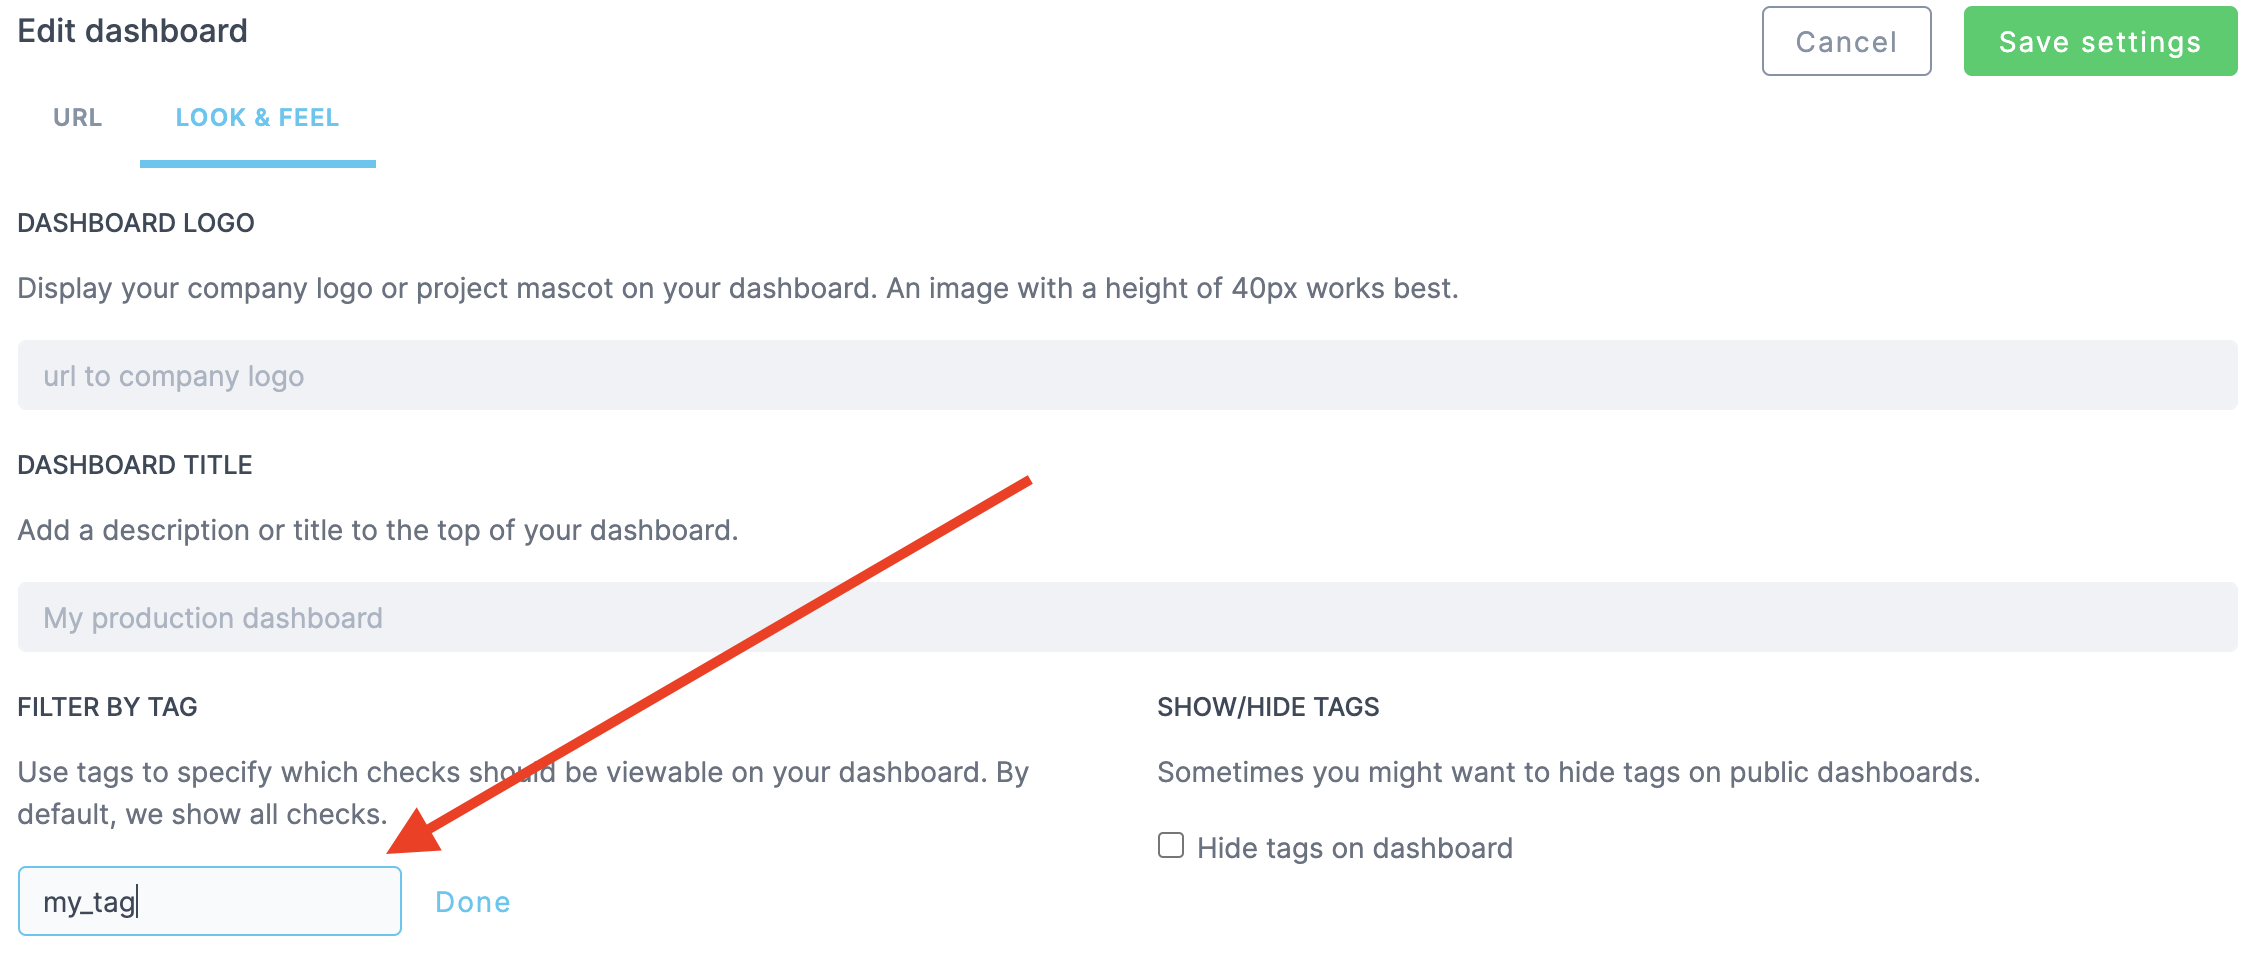 Edit dashboard
Cancel
Save settings
URL
LOOK & FEEL
DASHBOARD LOGO
Display your company logo or project mascot on your dashboard. An image with a height of 40px works best.
url to company logo
DASHBOARD TITLE
Add a description or title to the top of your dashboard.
My production dashboard
FILTER BY TAG
Use tags to specify which checks should be viewable on your dashboard. By
default, we show all checks.
my_tag
Done
SHOW/HIDE TAGS
Sometimes you might want to hide tags on public dashboards.
Hide tags on dashboard